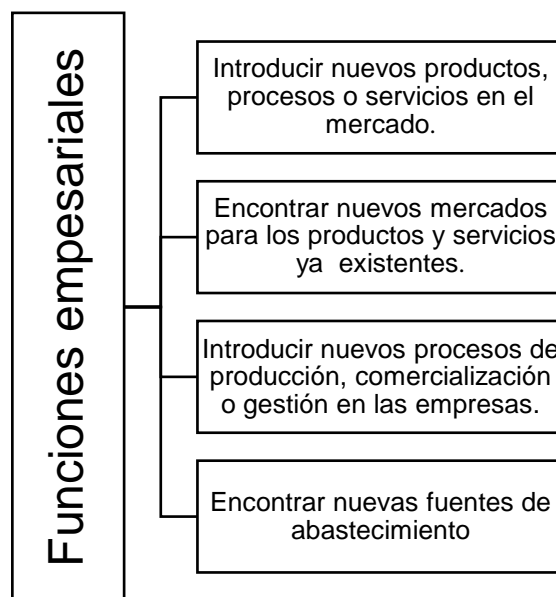 Funciones empesariales
Introducir nuevos productos,
procesos o servicios en el
mercado.
Encontrar nuevos mercados
para los productos y servicios
ya existentes.
Introducir nuevos procesos de
producción, comercialización
o gestión en las empresas.
Encontrar nuevas fuentes de
abastecimiento